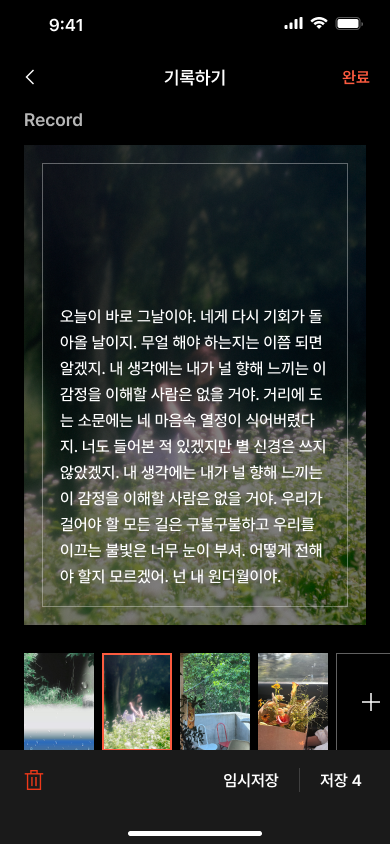 9:41
기록하기
완료
Record
오늘이 바로 그날이야. 네게 다시 기회가 돌
아올 날이지. 무얼 해야 하는지는 이쯤 되면
알겠지. 내 생각에는 내가 널 향해 느끼는 이
감정을 이해할 사람은 없을 거야. 거리에 도
는 소문에는 네 마음속 열정이 식어버렸다
지. 너도 들어본 적 있겠지만 별 신경은 쓰지
않았겠지. 내 생각에는 내가 널 향해 느끼는
이 감정을 이해할 사람은 없을 거야. 우리가
걸어야 할 모든 길은 구불구불하고 우리를
이끄는 불빛은 너무 눈이 부셔. 어떻게 전해
야 할지 모르겠어. 넌 내 원더월이야.
임시저장
저장 4